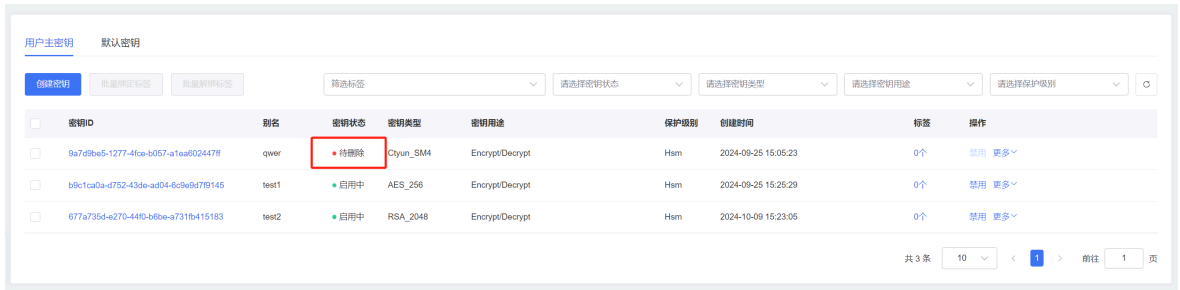 用户主密钥 默认密钥
创建密钥 批量绑定标签 批量解绑标签 筛选标签 请选择密钥状态 请选择密钥类型 请选择密钥用途 请选择保护级别
密钥ID 别名 密钥状态 密钥类型 密钥用途 保护级别 创建时间 标签 操作
9a7d9be5-1277-4fce-b057-a1ea602447ff qwer 待删除 Ctyun_SM4 Encrypt/Decrypt Hsm 2024-09-25 15:05:23 0个 禁用 更多
b9c1ca0a-d752-43de-ad04-6c9e9d7f9145 test1 启用中 AES_256 Encrypt/Decrypt Hsm 2024-09-25 15:25:29 0个 禁用 更多
677a735d-e270-44f0-b6be-a731fb415183 test2 启用中 RSA_2048 Encrypt/Decrypt Hsm 2024-10-09 15:23:05 0个 禁用 更多
共 3 条 10 < 1 > 前往 1 页